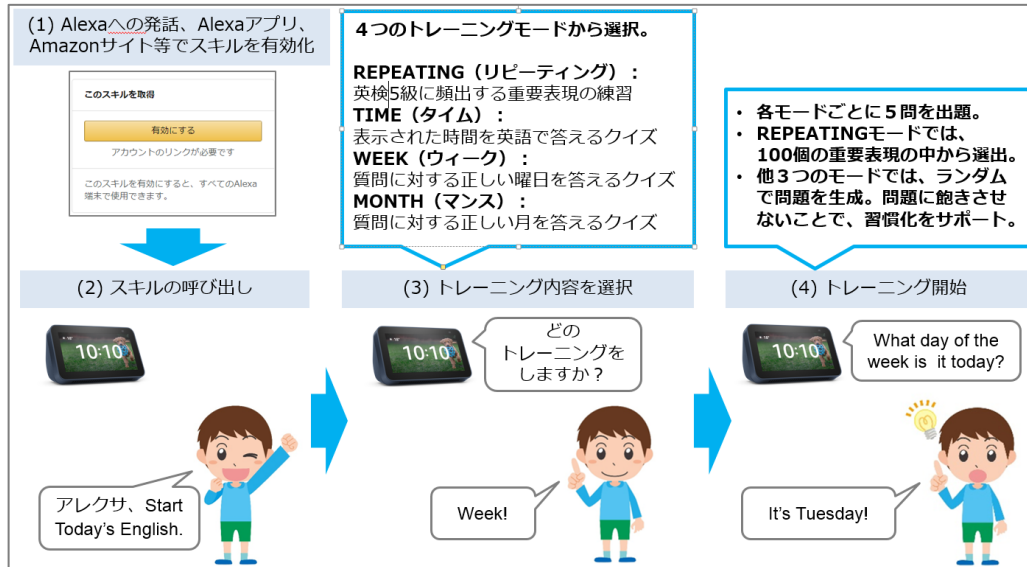 (1) Alexaへの発話、Alexaアプリ、
Amazonサイト等でスキルを有効化
このスキルを取得
有効にする
アカウントのリンクが必要です
このスキルを有効にすると、すべてのAlexa
端末で使用できます。
(2) スキルの呼び出し
10:10
アレクサ、Start
Today's English.
4つのトレーニングモードから選択。
REPEATING(リピーティング):
英検5級に頻出する重要表現の練習
TIME(タイム):
表示された時間を英語で答えるクイズ
WEEK(ウィーク):
質問に対する正しい曜日を答えるクイズ
MONTH(マンス):
質問に対する正しい月を答えるクイズ
(3) トレーニング内容を選択
10:10
どの
トレーニングを
しますか?
Week!
• 各モードごとに5問を出題。
• REPEATINGモードでは、
100個の重要表現の中から選出。
• 他3つのモードでは、ランダム
で問題を生成。問題に飽きさせ
ないことで、習慣化をサポート。
(4) トレーニング開始
10:10
What day of the
week is it today?
It's Tuesday!